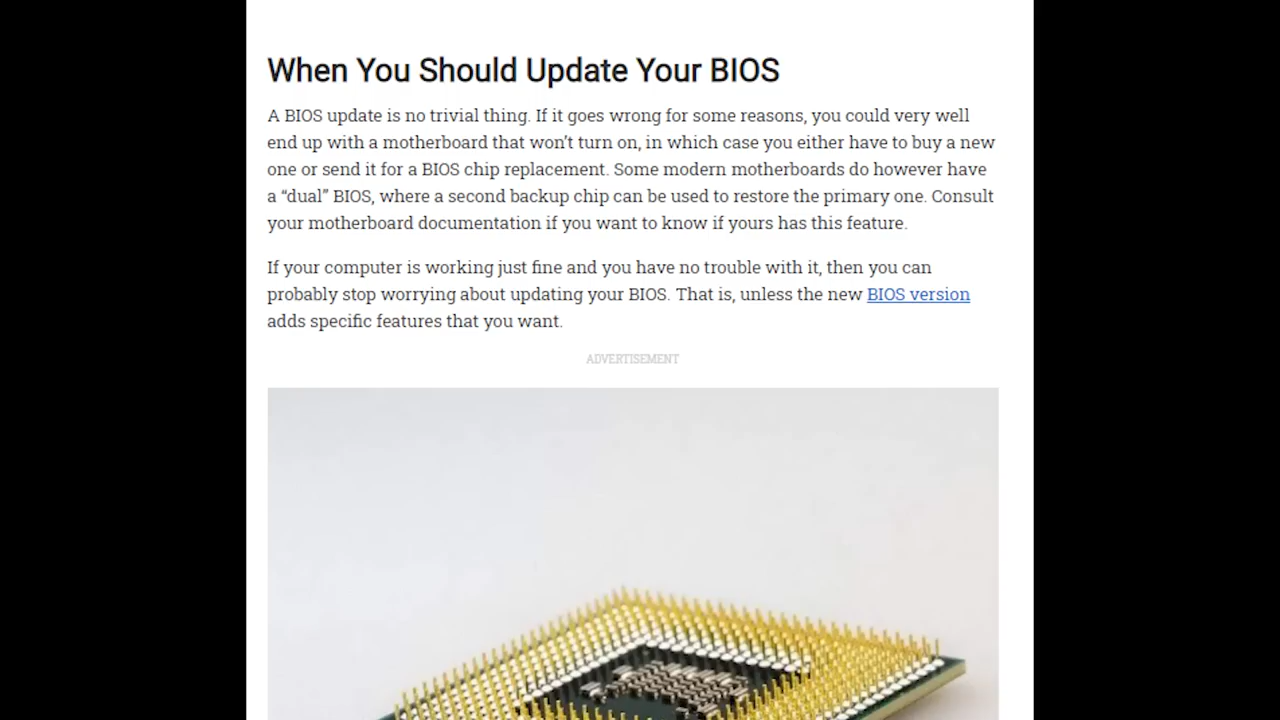 When You Should Update Your BIOS
A BIOS update is no trivial thing. If it goes wrong for some reasons, you could very well
end up with a motherboard that won’t turn on, in which case you either have to buy a new
one or send it for a BIOS chip replacement. Some modern motherboards do however have
a “dual” BIOS, where a second backup chip can be used to restore the primary one. Consult
your motherboard documentation if you want to know if yours has this feature.
If your computer is working just fine and you have no trouble with it, then you can
probably stop worrying about updating your BIOS. That is, unless the new BIOS version
adds specific features that you want.
ADVERTISEMENT